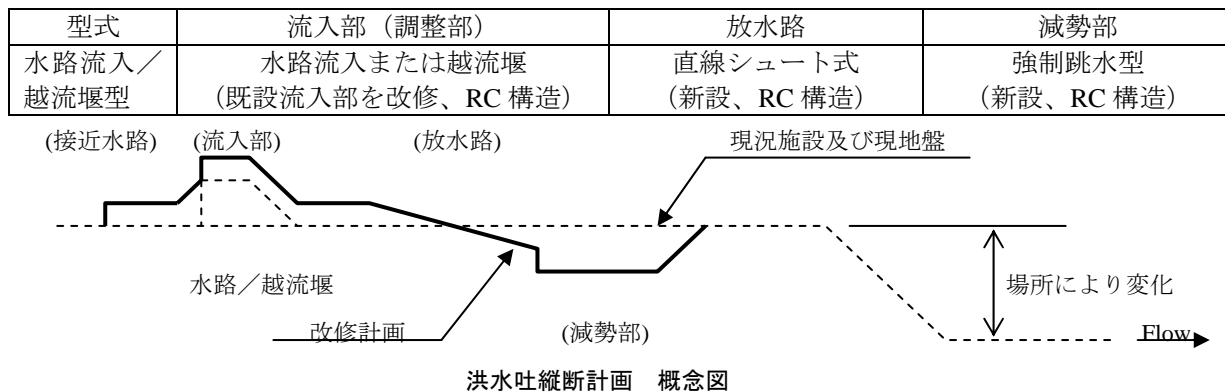 型式 流入部（調整部） 放水路 減勢部
水路流入／越流堰型 水路流入または越流堰（既設流入部を改修、RC 構造） 直線シュート式（新設、RC 構造） 強制跳水型（新設、RC 構造）
(接近水路) (流入部) (放水路) 現況施設及び現地盤
水路／越流堰 場所により変化
改修計画 (減勢部) Flow
洪水吐縦断計画 概念図